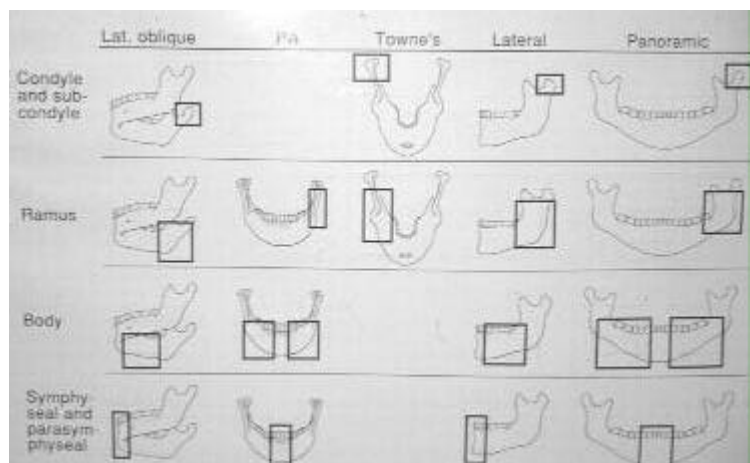 Lat. oblique PA Towne's Lateral Panoramic
Condyle
and sub-
condyle
Ramus
Body
Symphy-
seal and
parasym-
physeal